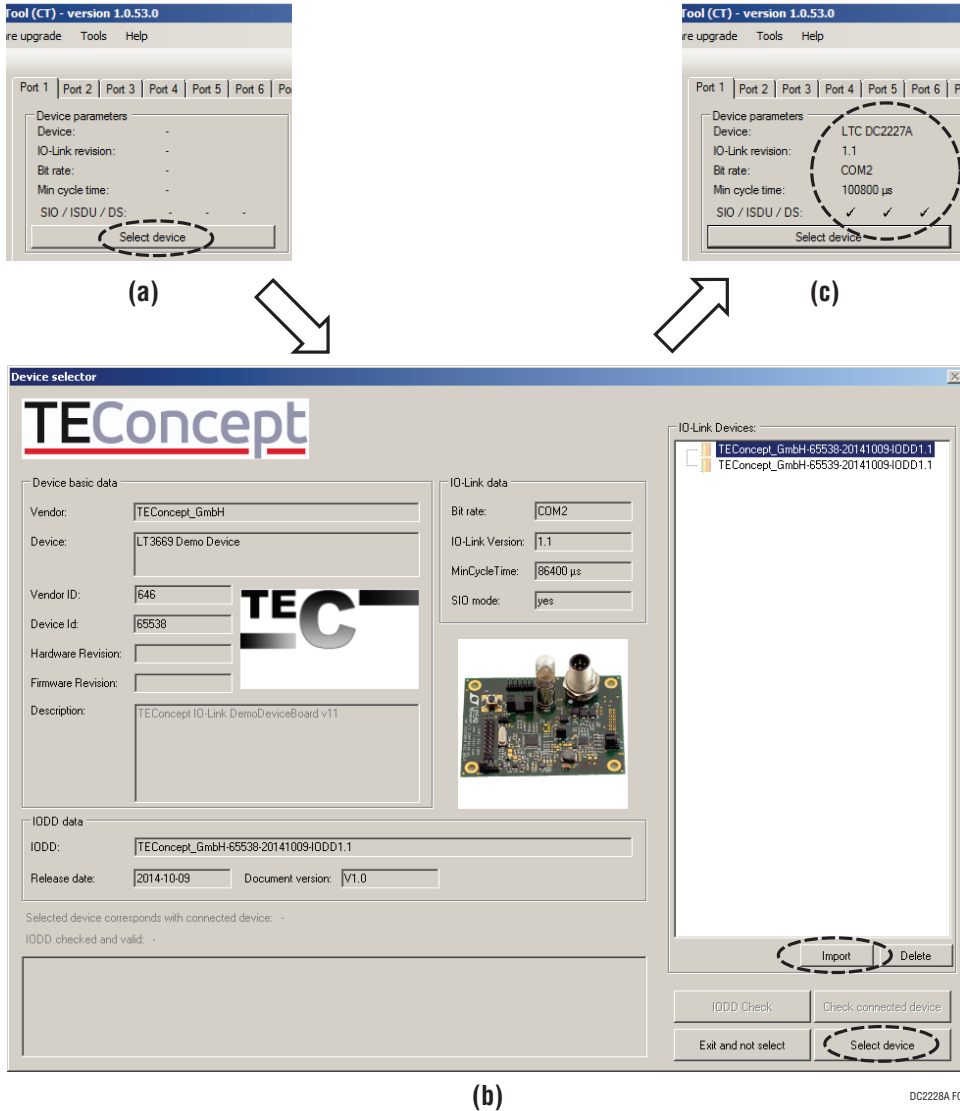 Tool (CT) - version 1.0.53.0
re upgrade Tools Help
Port 1 Port 2 Port 3 Port 4 Port 5 Port 6 Po
Device parameters
Device: -
IO-Link revision: -
Bit rate: -
Min cycle time: -
SIO / ISDU / DS: - - -
Select device
(a)
Tool (CT) - version 1.0.53.0
re upgrade Tools Help
Port 1 Port 2 Port 3 Port 4 Port 5 Port 6 P
Device parameters
Device: LTC DC2227A
IO-Link revision: 1.1
Bit rate: COM2
Min cycle time: 100800 µs
SIO / ISDU / DS: ✓ ✓ ✓
Select device
(c)
Device selector
TEConcept
Device basic data
Vendor: TEConcept_GmbH
Device: LT3669 Demo Device
Vendor ID: 646
Device Id: 65538
Hardware Revision:
Firmware Revision:
Description: TEConcept IO-Link DemoDeviceBoard v11
TEC
IO-Link data
Bit rate: COM2
IO-Link Version: 1.1
MinCycleTime: 86400 µs
SIO mode: yes
IODD data
IODD: TEConcept_GmbH-65538-20141009-IODD1.1
Release date: 2014-10-09 Document version: V1.0
Selected device corresponds with connected device: -
IODD checked and valid: -
IO-Link Devices:
TEConcept_GmbH-65538-20141009-IODD1.1
TEConcept_GmbH-65539-20141009-IODD1.1
Import Delete
IODD Check Check connected device
Exit and not select Select device
(b)
DC2228A F0